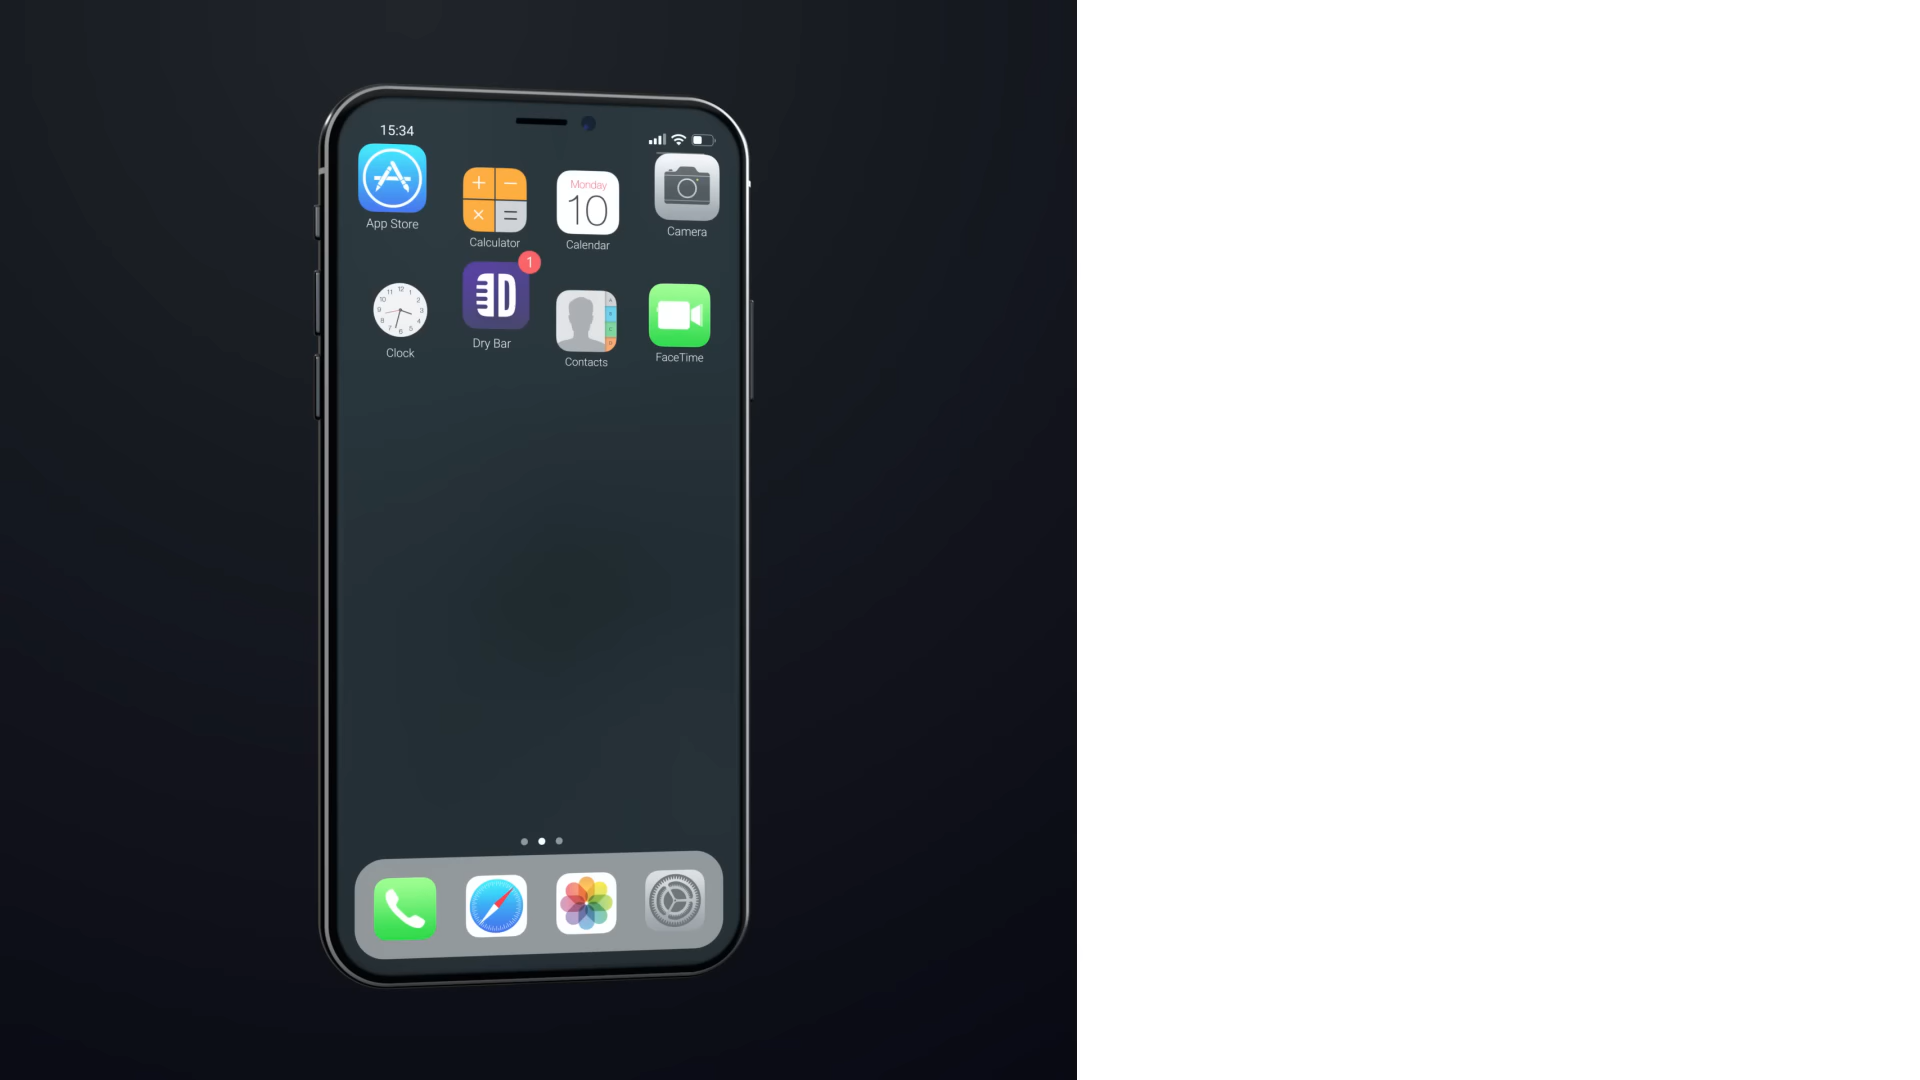 15:34
App Store
Calculator
Monday
10
Calendar
Camera
Clock
1
Dry Bar
Contacts
FaceTime